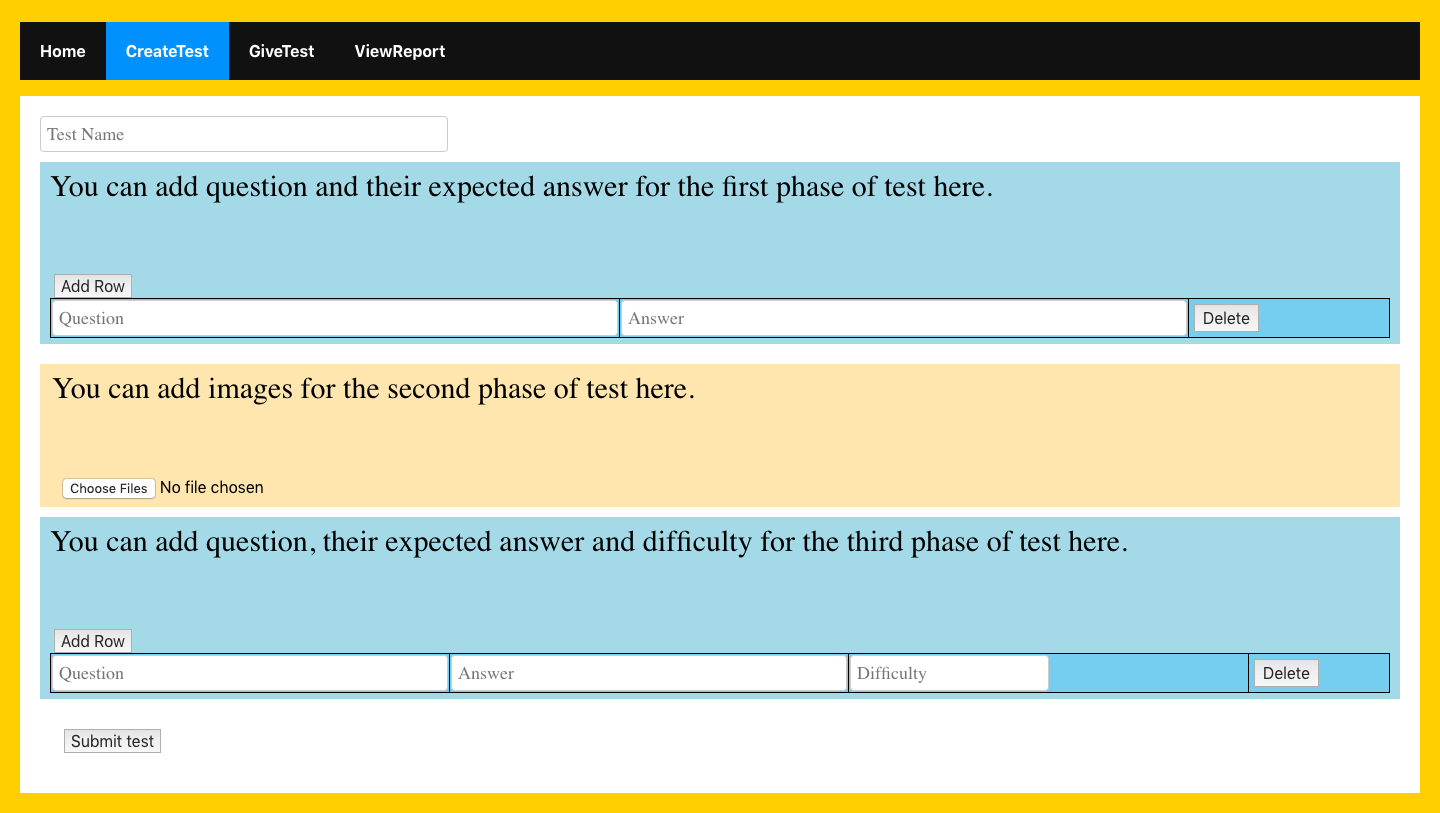 Home CreateTest GiveTest ViewReport
Test Name
You can add question and their expected answer for the first phase of test here.
Add Row
Question Answer Delete
You can add images for the second phase of test here.
Choose Files No file chosen
You can add question, their expected answer and difficulty for the third phase of test here.
Add Row
Question Answer Difficulty Delete
Submit test